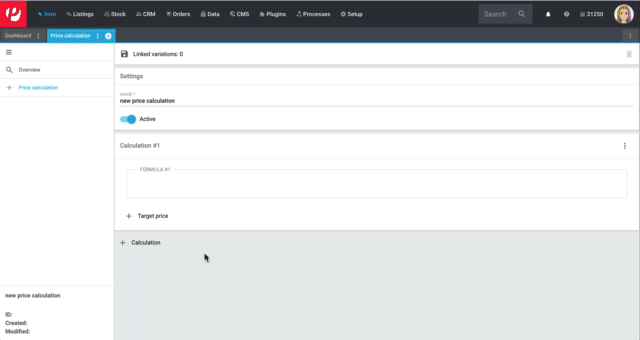 Item Listings Stock CRM Orders Data CMS Plugins Processes Setup Search 31250
Dashboard Price calculation
Linked variations: 0
Overview
Price calculation
Settings
NAME *
new price calculation
Active
Calculation #1
FORMULA #1
Target price
Calculation
new price calculation
ID:
Created:
Modified: